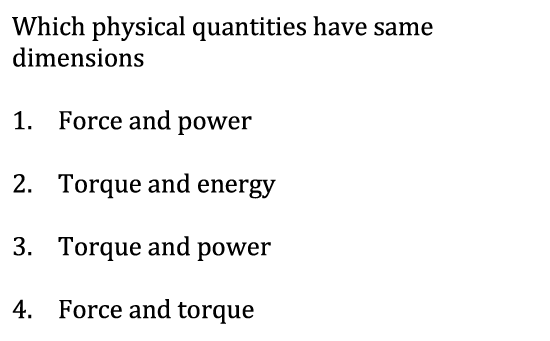 Which physical quantities have same
dimensions
1. Force and power
2. Torque and energy
3. Torque and power
4. Force and torque